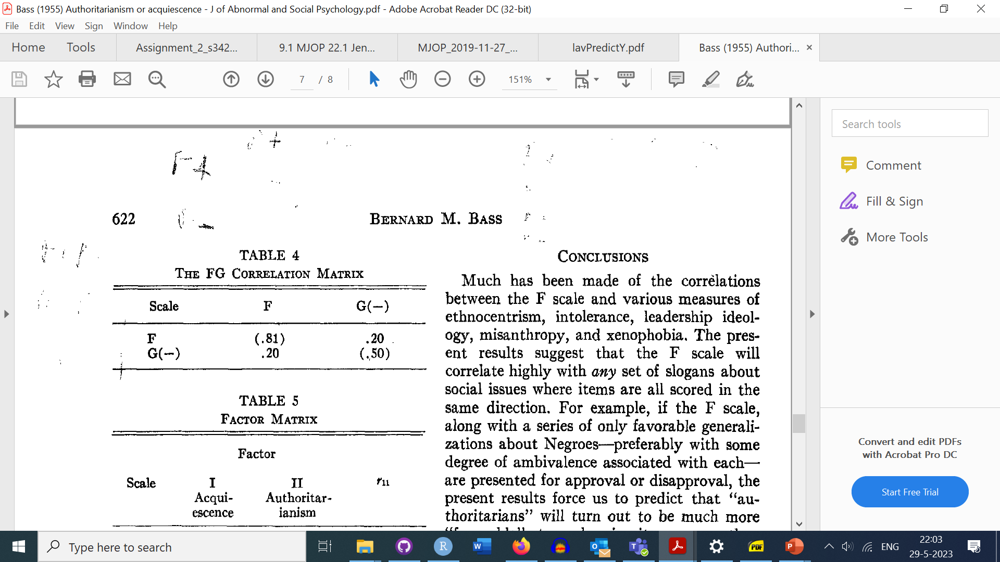 Bass (1955) Authoritarianism or acquiescence - J of Abnormal and Social Psychology.pdf - Adobe Acrobat Reader DC (32-bit)
File Edit View Sign Window Help
Home Tools Assignment_2_s342... 9.1 MJOP 22.1 Jen... MJOP_2019-11-27_... lavPredictY.pdf Bass (1955) Authori... ×
7 / 8 151%
Search tools
Comment
Fill & Sign
More Tools
Convert and edit PDFs
with Acrobat Pro DC
Start Free Trial
622 BERNARD M. BASS
TABLE 4
THE FG CORRELATION MATRIX
Scale F G(—)
F (.81) .20
G(—) .20 (.50)
TABLE 5
FACTOR MATRIX
Factor
Scale I II r11
Acqui- Authoritar-
escence ianism
CONCLUSIONS
Much has been made of the correlations
between the F scale and various measures of
ethnocentrism, intolerance, leadership ideol-
ogy, misanthropy, and xenophobia. The pres-
ent results suggest that the F scale will
correlate highly with any set of slogans about
social issues where items are all scored in the
same direction. For example, if the F scale,
along with a series of only favorable generali-
zations about Negroes—preferably with some
degree of ambivalence associated with each—
are presented for approval or disapproval, the
present results force us to predict that “au-
thoritarians” will turn out to be much more
Type here to search
ENG 22:03
29-5-2023